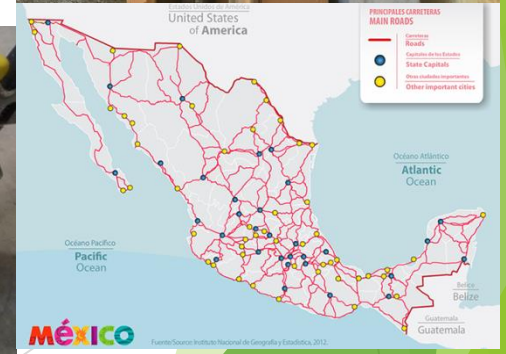 Estados Unidos de América
United States
of America
PRINCIPALES CARRETERAS
MAIN ROADS
Carreteras
Roads
Capitales de los Estados
State Capitals
Otras ciudades importantes
Other important cities
Océano Atlántico
Atlantic
Ocean
Océano Pacífico
Pacific
Ocean
Belice
Belize
Guatemala
Guatemala
México
Fuente/Source: Instituto Nacional de Geografía y Estadística, 2012.